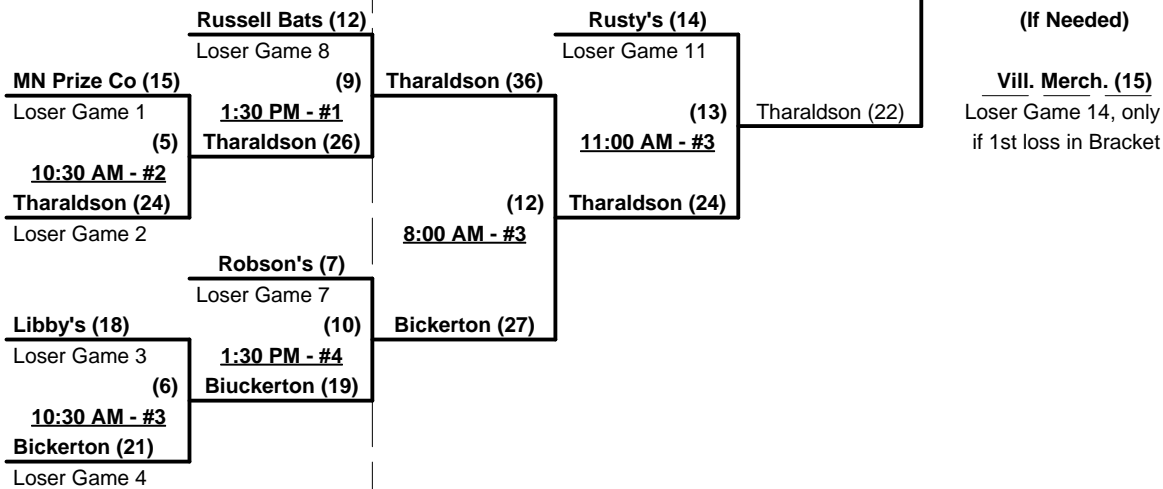 Russell Bats (12)
Rusty's (14)
(If Needed)
Loser Game 8
Loser Game 11
MN Prize Co (15)
(9)
Tharaldson (36)
Vill. Merch. (15)
Loser Game 1
1:30 PM - #1
(13)
Tharaldson (22)
Loser Game 14, only
(5)
Tharaldson (26)
11:00 AM - #3
if 1st loss in Bracket
10:30 AM - #2
Tharaldson (24)
(12)
Tharaldson (24)
Loser Game 2
8:00 AM - #3
Robson's (7)
Loser Game 7
Libby's (18)
(10)
Bickerton (27)
Loser Game 3
1:30 PM - #4
(6)
Biuckerton (19)
10:30 AM - #3
Bickerton (21)
Loser Game 4